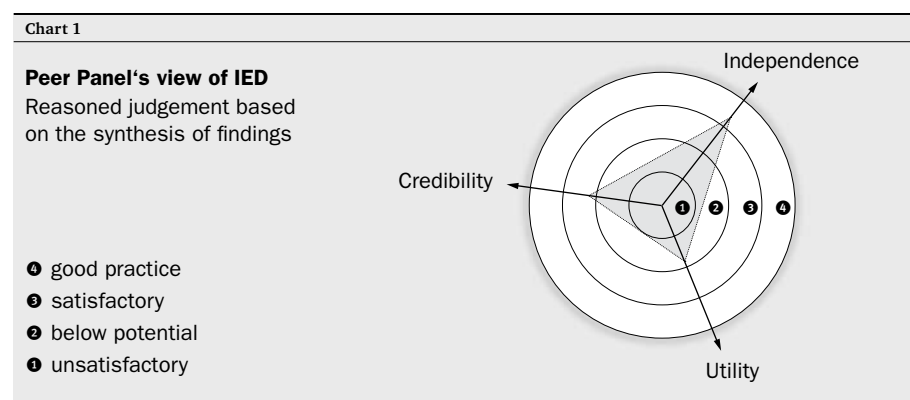 Chart 1
Peer Panel‘s view of IED
Reasoned judgement based
on the synthesis of findings
Independence
Credibility
❶ ❷ ❸ ❹
Utility
❹ good practice
❸ satisfactory
❷ below potential
❶ unsatisfactory